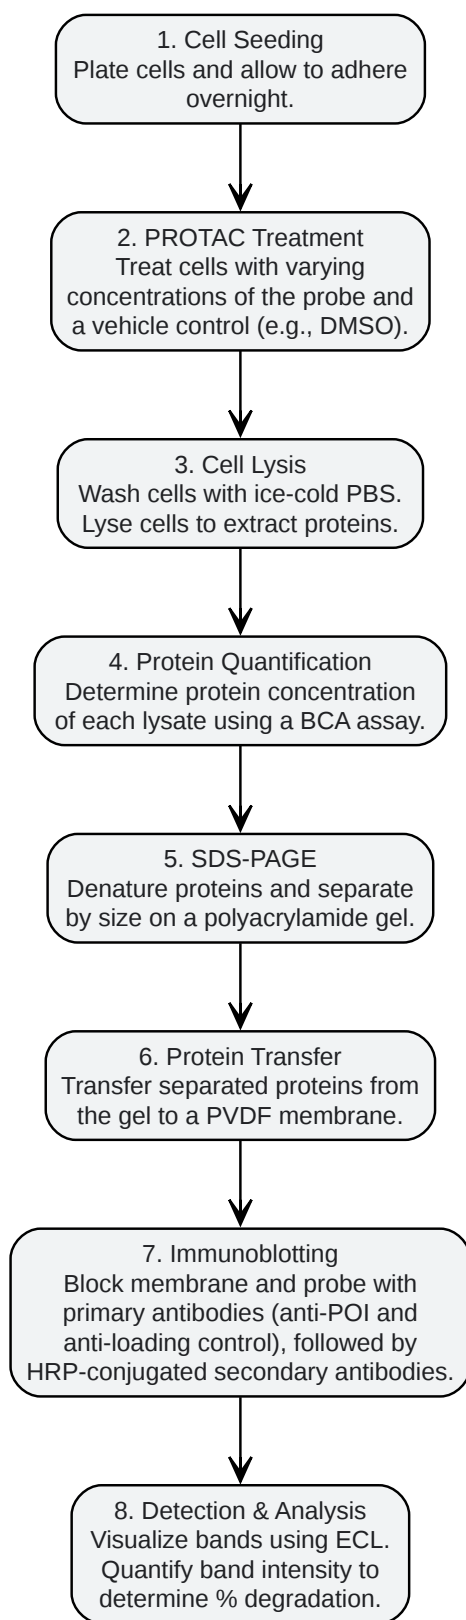 1. Cell Seeding
Plate cells and allow to adhere
overnight.
2. PROTAC Treatment
Treat cells with varying
concentrations of the probe and
a vehicle control (e.g., DMSO).
3. Cell Lysis
Wash cells with ice-cold PBS.
Lyse cells to extract proteins.
4. Protein Quantification
Determine protein concentration
of each lysate using a BCA assay.
5. SDS-PAGE
Denature proteins and separate
by size on a polyacrylamide gel.
6. Protein Transfer
Transfer separated proteins from
the gel to a PVDF membrane.
7. Immunoblotting
Block membrane and probe with
primary antibodies (anti-POI and
anti-loading control), followed by
HRP-conjugated secondary antibodies.
8. Detection & Analysis
Visualize bands using ECL.
Quantify band intensity to
determine % degradation.